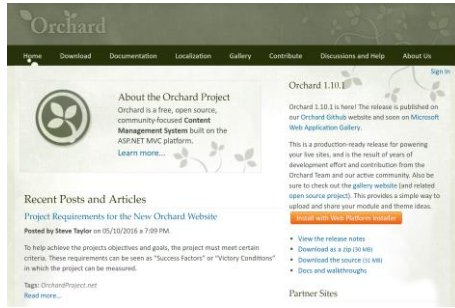 Orchard
Home Download Documentation Localization Gallery Contribute Discussions and Help About Us
Sign In
About the Orchard Project
Orchard is a free, open source,
community-focused Content
Management System built on the
ASP.NET MVC platform.
Learn more...
Recent Posts and Articles
Project Requirements for the New Orchard Website
Posted by Steve Taylor on 05/10/2016 a 7:09 PM.
To help achieve the projects objectives and goals, the project must meet certain
criteria. These requirements can be seen as "Success Factors" or "Victory Conditions"
in which the project can be measured.
Tags: OrchardProject.net
Read more...
Orchard 1.10.1
Orchard 1.10.1 is here! The release is published on
our Orchard Github website and soon on Microsoft
Web Application Gallery.
This is a production-ready release for powering
your live sites, and is the result of years of
development effort and contribution from the
Orchard Team and our active community. Also be
sure to check out the gallery website (and related
open source project). This provides a simple way to
upload and share your module and theme ideas.
Install with Web Platform Installer
View the release notes
Download as a zip (30 MB)
Download the source (31 MB)
Docs and walkthroughs
Partner Sites